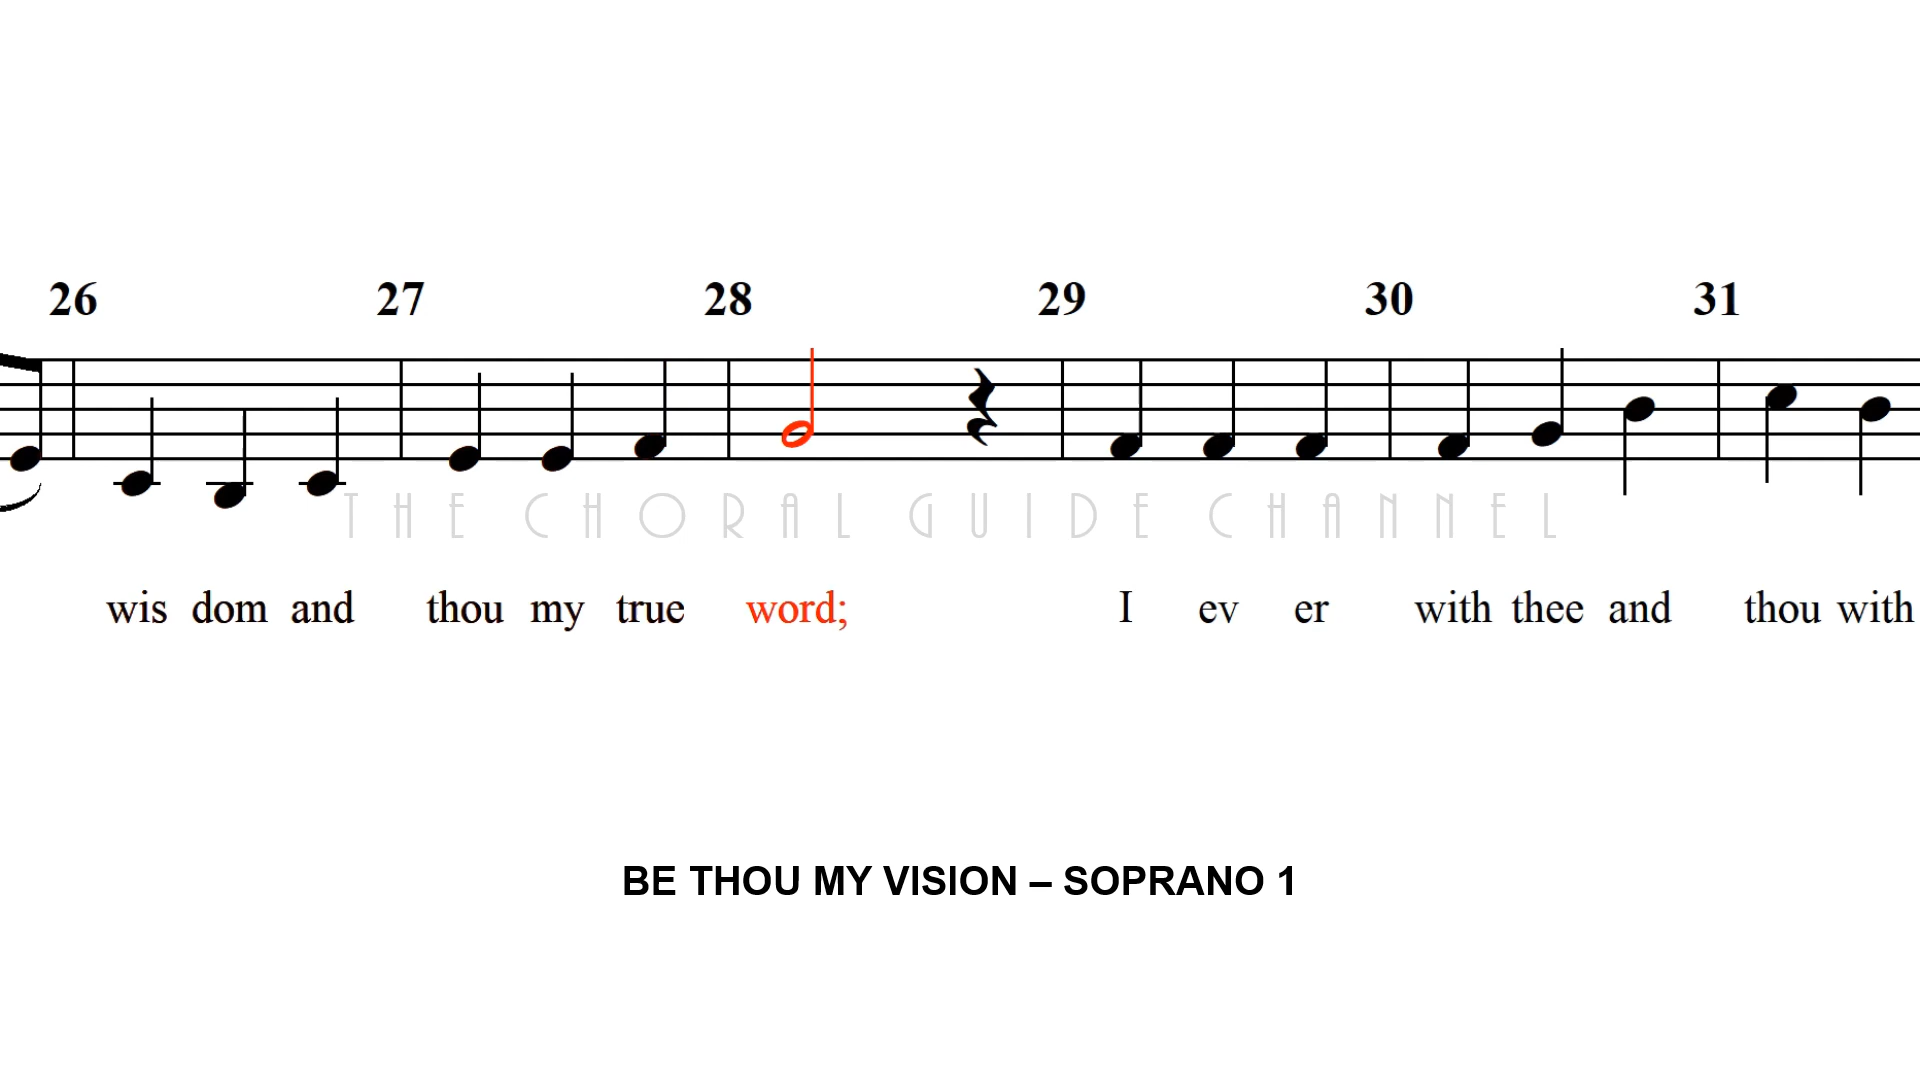 26 27 28 29 30 31
THE CHORAL GUIDE CHANNEL
wis dom and thou my true word; I ev er with thee and thou with
BE THOU MY VISION – SOPRANO 1